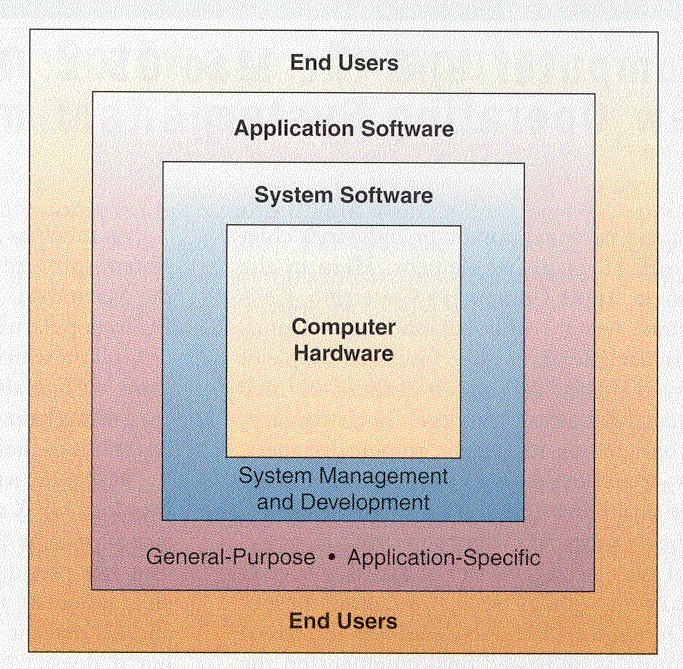 End Users
Application Software
System Software
Computer
Hardware
System Management
and Development
General-Purpose • Application-Specific
End Users